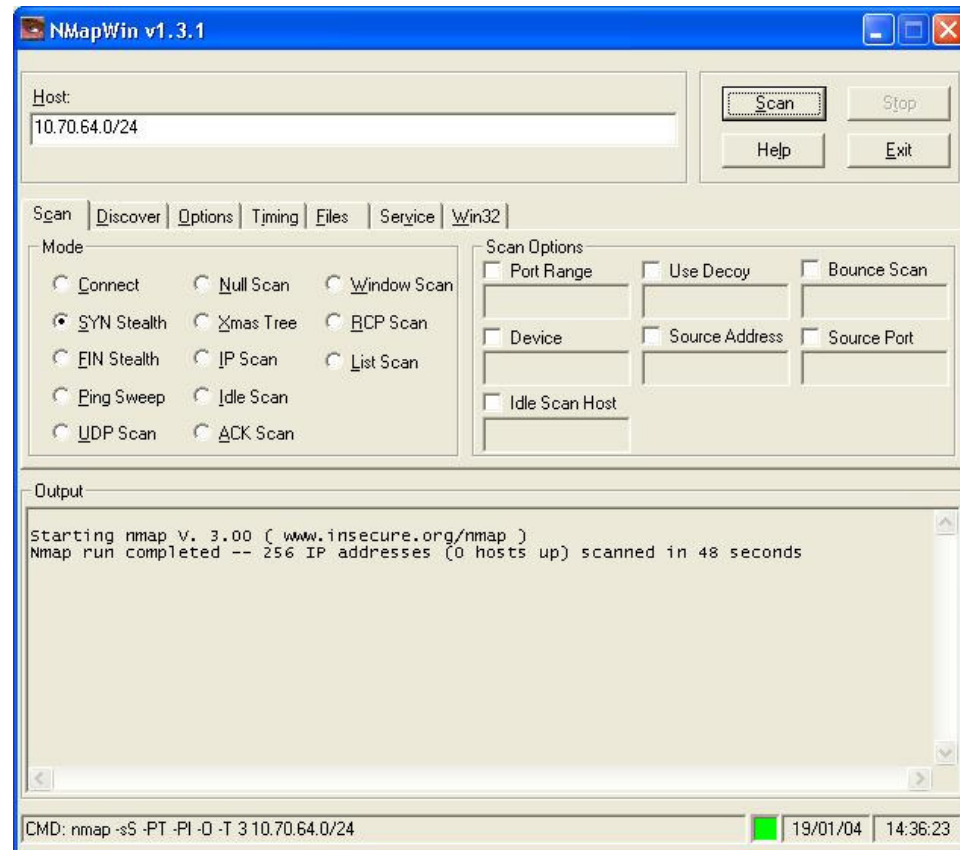 NMapWin v1.3.1
Host:
10.70.64.0/24
Scan
Stop
Help
Exit
Scan Discover Options Timing Files Service Win32
Mode
Connect Null Scan Window Scan
SYN Stealth Xmas Tree RCP Scan
FIN Stealth IP Scan List Scan
Ping Sweep Idle Scan
UDP Scan ACK Scan
Scan Options
Port Range Use Decoy Bounce Scan
Device Source Address Source Port
Idle Scan Host
Output
Starting nmap V. 3.00 ( www.insecure.org/nmap )
Nmap run completed -- 256 IP addresses (0 hosts up) scanned in 48 seconds
CMD: nmap -sS -PT -PI -O -T 3 10.70.64.0/24
19/01/04
14:36:23